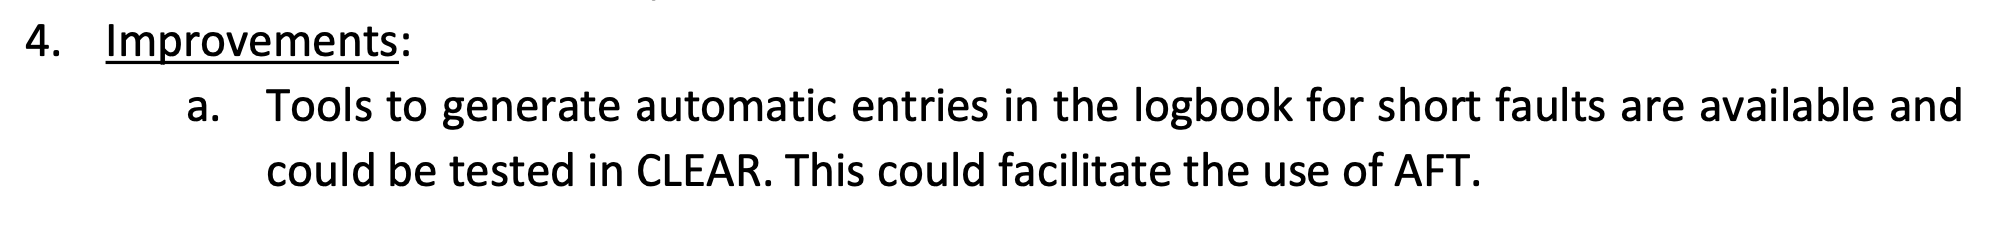 4. Improvements:
a. Tools to generate automatic entries in the logbook for short faults are available and
could be tested in CLEAR. This could facilitate the use of AFT.